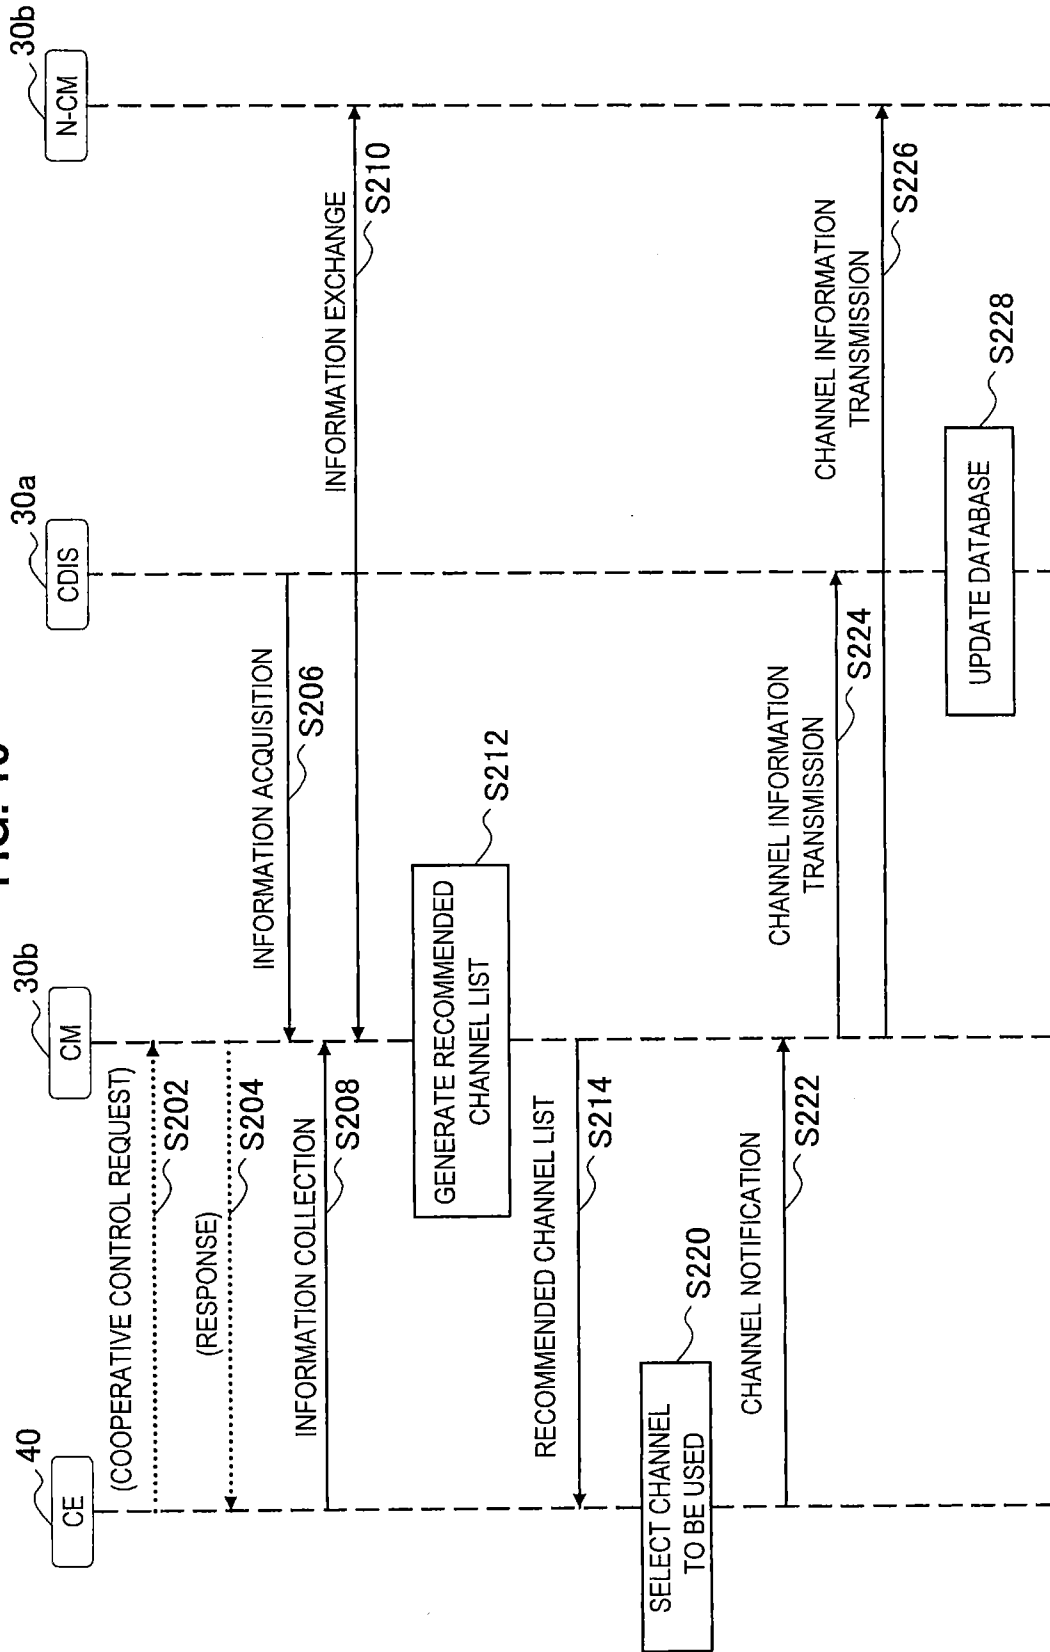 CE
40
CM
30b
CDIS
30a
N-CM
30b
(COOPERATIVE CONTROL REQUEST)
S202
(RESPONSE)
S204
INFORMATION ACQUISITION
S206
INFORMATION COLLECTION
S208
INFORMATION EXCHANGE
S210
GENERATE RECOMMENDED
CHANNEL LIST
S212
RECOMMENDED CHANNEL LIST
S214
SELECT CHANNEL
TO BE USED
S220
CHANNEL NOTIFICATION
S222
CHANNEL INFORMATION
TRANSMISSION
S224
CHANNEL INFORMATION
TRANSMISSION
S226
UPDATE DATABASE
S228